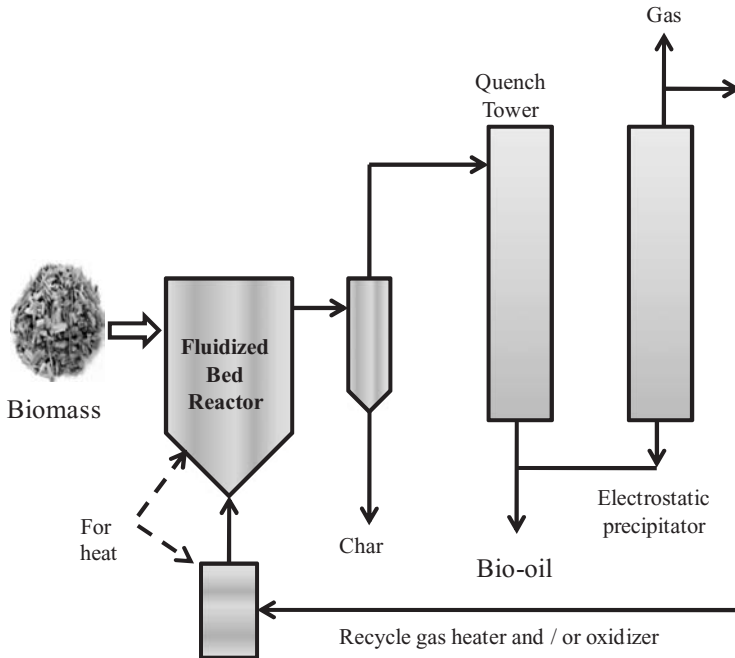 Gas
Quench
Tower
Fluidized
Bed
Reactor
Biomass
Electrostatic
precipitator
For
heat
Char
Bio-oil
Recycle gas heater and / or oxidizer